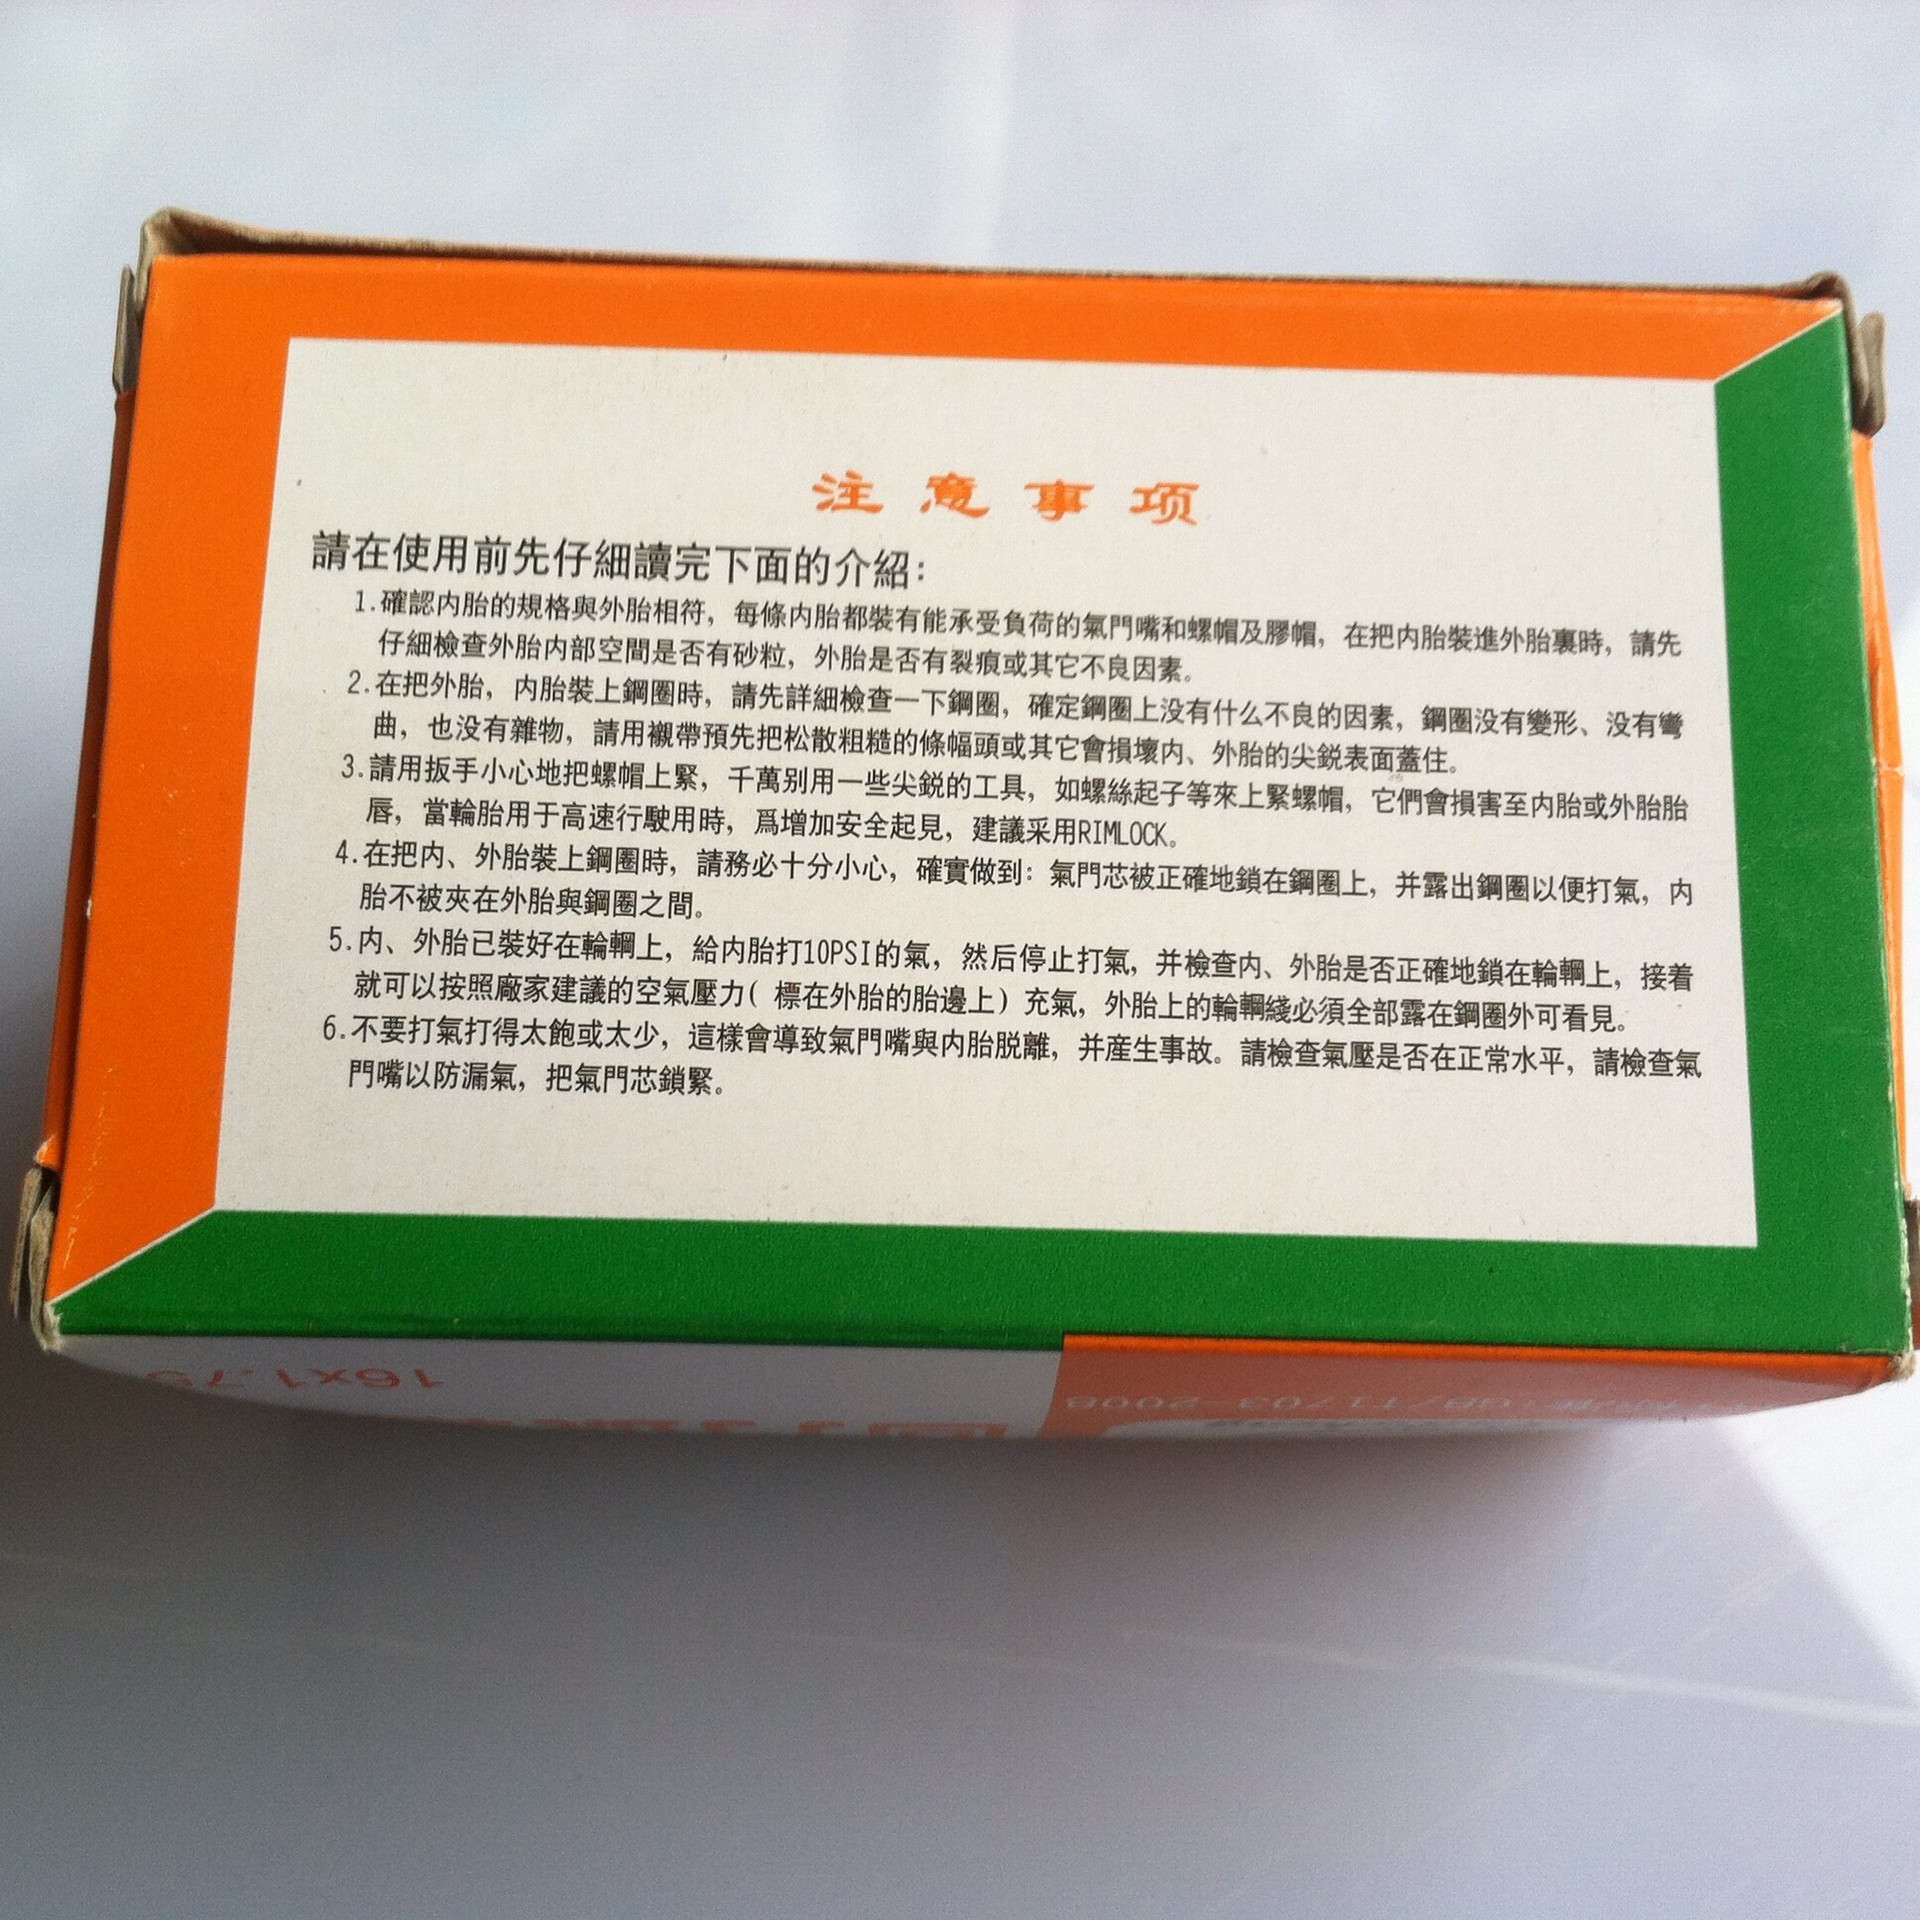 注意事项
請在使用前先仔細讀完下面的介紹：
1.確認内胎的規格與外胎相符，每條内胎都裝有能承受負荷的氣門嘴和螺帽及膠帽，在把内胎裝進外胎裏時，請先
仔細檢查外胎内部空間是否有砂粒，外胎是否有裂痕或其它不良因素。
2.在把外胎，内胎裝上鋼圈時，請先詳細檢查一下鋼圈，確定鋼圈上没有什么不良的因素，鋼圈没有變形、没有彎
曲，也没有雜物，請用襯帶預先把松散粗糙的條幅頭或其它會損壞内、外胎的尖鋭表面蓋住。
3.請用扳手小心地把螺帽上緊，千萬别用一些尖鋭的工具，如螺絲起子等來上緊螺帽，它們會損害至内胎或外胎胎
唇，當輪胎用于高速行駛用時，爲增加安全起見，建議采用RIMLOCK。
4.在把内、外胎裝上鋼圈時，請務必十分小心，確實做到：氣門芯被正確地鎖在鋼圈上，并露出鋼圈以便打氣，内
胎不被夾在外胎與鋼圈之間。
5.内、外胎已裝好在輪輞上，給内胎打10PSI的氣，然后停止打氣，并檢查内、外胎是否正確地鎖在輪輞上，接着
就可以按照廠家建議的空氣壓力（標在外胎的胎邊上）充氣，外胎上的輪輞綫必須全部露在鋼圈外可看見。
6.不要打氣打得太飽或太少，這樣會導致氣門嘴與内胎脱離，并産生事故。請檢查氣壓是否在正常水平，請檢查氣
門嘴以防漏氣，把氣門芯鎖緊。
16x1.75
GB/T1703-2008